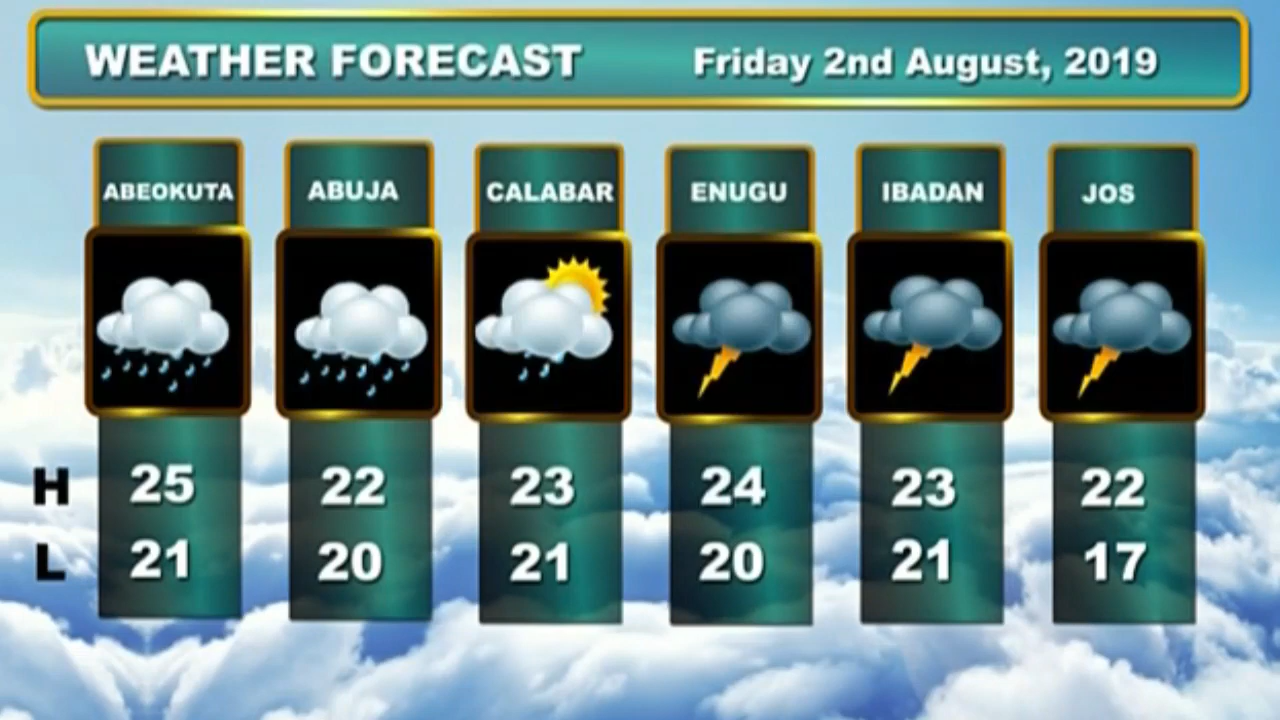 WEATHER FORECAST Friday 2nd August, 2019
ABEOKUTA ABUJA CALABAR ENUGU IBADAN JOS
H 25 22 23 24 23 22
L 21 20 21 20 21 17